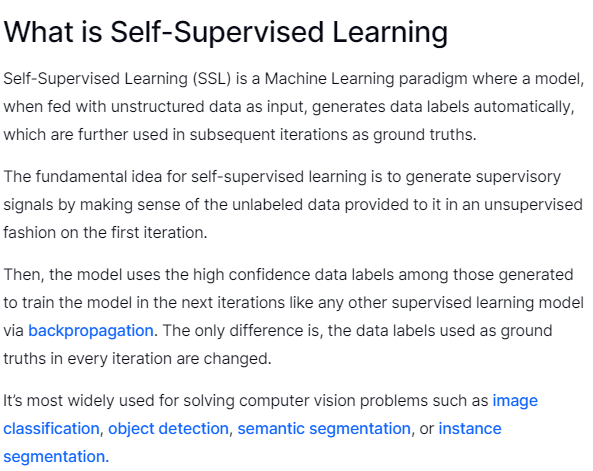 What is Self-Supervised Learning
Self-Supervised Learning (SSL) is a Machine Learning paradigm where a model,
when fed with unstructured data as input, generates data labels automatically,
which are further used in subsequent iterations as ground truths.
The fundamental idea for self-supervised learning is to generate supervisory
signals by making sense of the unlabeled data provided to it in an unsupervised
fashion on the first iteration.
Then, the model uses the high confidence data labels among those generated
to train the model in the next iterations like any other supervised learning model
via backpropagation. The only difference is, the data labels used as ground
truths in every iteration are changed.
It’s most widely used for solving computer vision problems such as image
classification, object detection, semantic segmentation, or instance
segmentation.